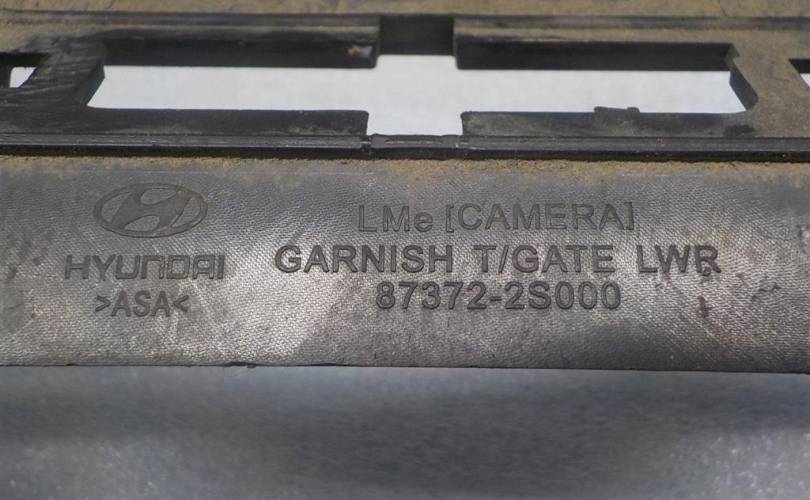 LMe [CAMERA]
HYUNDAI GARNISH T/GATE LWR
>ASA< 87372-2S000